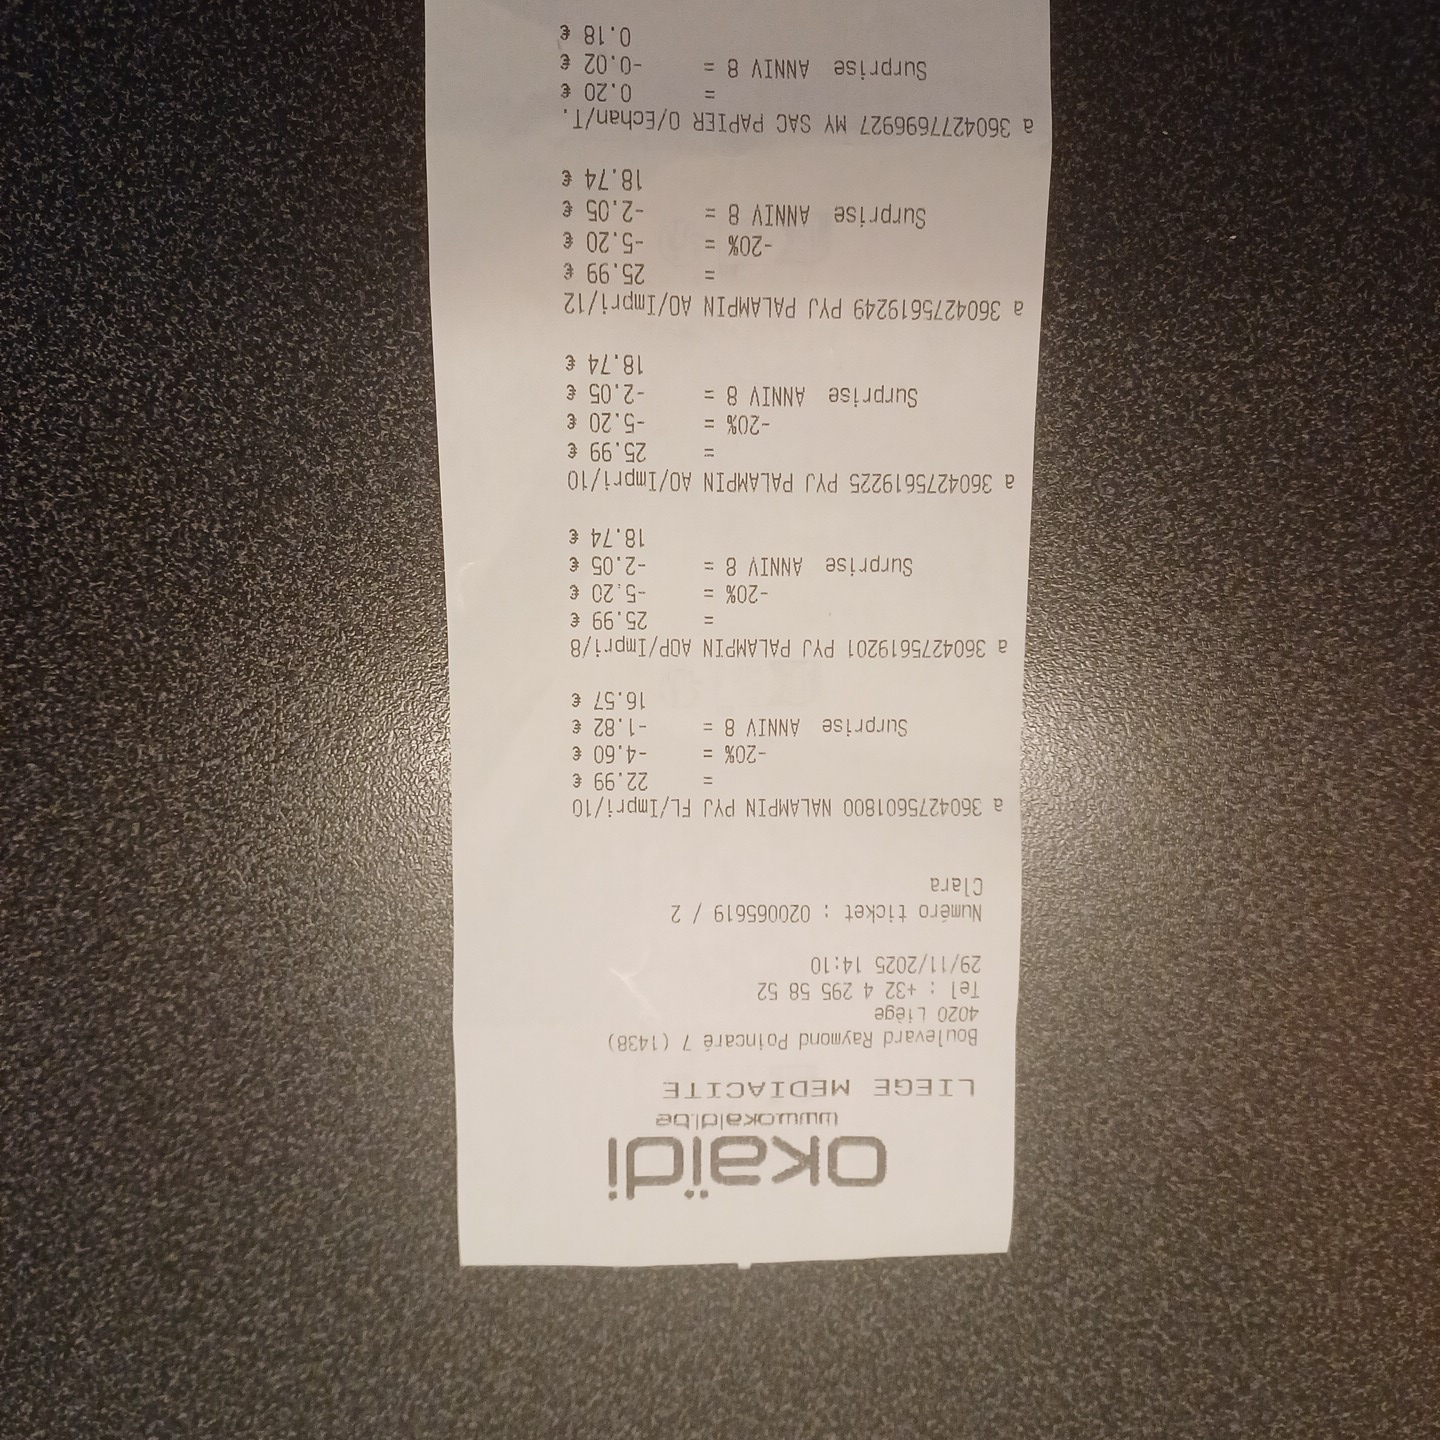 okaïdi
www.okaidi.be
LIEGE MEDIACITE
Boulevard Raymond Poincaré 7 (1438)
4020 Liège
Tel : +32 4 295 58 52
29/11/2025 14:10
Numéro ticket : 02065619 / 2
Clara
a 3604275601800 NALAMPIN PYJ FL/Impri/10
= 22.99 €
-20% = -4.60 €
Surprise ANNIV 8 = -1.82 €
16.57 €
a 3604275619201 PYJ PALAMPIN AOP/Impri/8
= 25.99 €
-20% = -5.20 €
Surprise ANNIV 8 = -2.05 €
18.74 €
a 3604275619225 PYJ PALAMPIN AO/Impri/10
= 25.99 €
-20% = -5.20 €
Surprise ANNIV 8 = -2.05 €
18.74 €
a 3604275619249 PYJ PALAMPIN AO/Impri/12
= 25.99 €
-20% = -5.20 €
Surprise ANNIV 8 = -2.05 €
18.74 €
a 3604277696927 MY SAC PAPIER O/Echan/T.
= 0.20 €
Surprise ANNIV 8 = -0.02 €
0.18 €